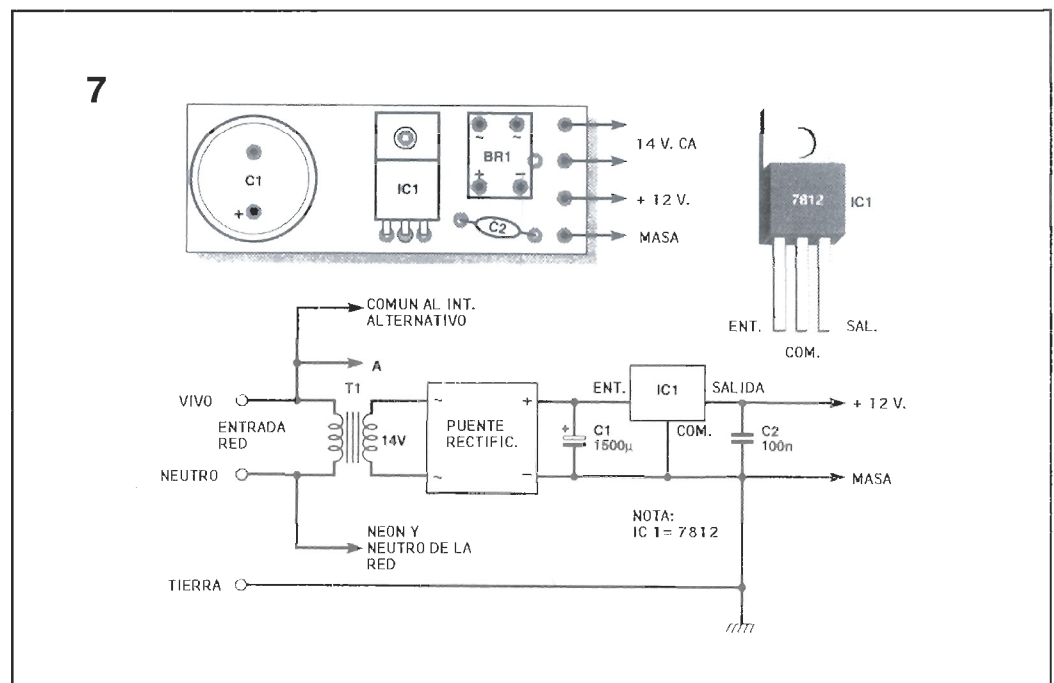 7
C1
+
IC1
~ ~
BR1
+ −
C2
14 V. CA
+ 12 V.
MASA
7812
IC1
ENT.
SAL.
COM.
COMUN AL INT.
ALTERNATIVO
A
T1
VIVO
ENTRADA
RED
NEUTRO
14V
~
~
PUENTE
RECTIFIC.
+
−
ENT.
IC1
SALIDA
COM.
+
C1
1500µ
C2
100n
+ 12 V.
MASA
NOTA:
IC 1= 7812
NEON Y
NEUTRO DE LA
RED
TIERRA